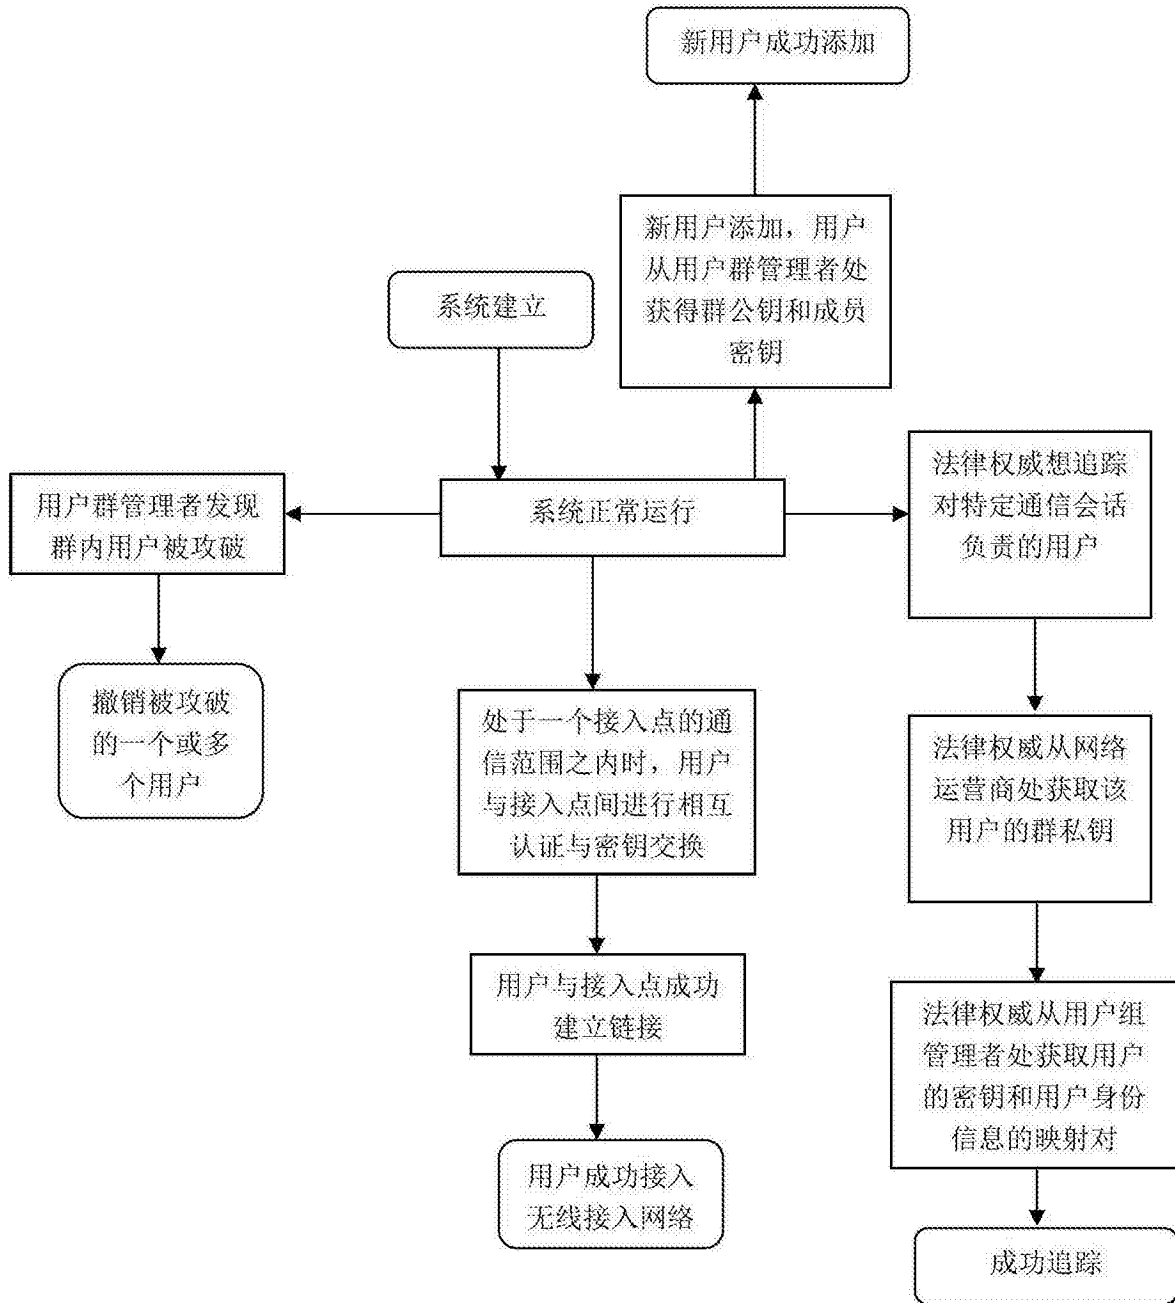 新用户成功添加
新用户添加，用户
从用户群管理者处
获得群公钥和成员
密钥
系统建立
用户群管理者发现
群内用户被攻破
系统正常运行
法律权威想追踪
对特定通信会话
负责的用户
撤销被攻破
的一个或多
个用户
处于一个接入点的通
信范围之内时，用户
与接入点间进行相互
认证与密钥交换
法律权威从网络
运营商处获取该
用户的群私钥
用户与接入点成功
建立链接
法律权威从用户组
管理者处获取用户
的密钥和用户身份
信息的映射对
用户成功接入
无线接入网络
成功追踪